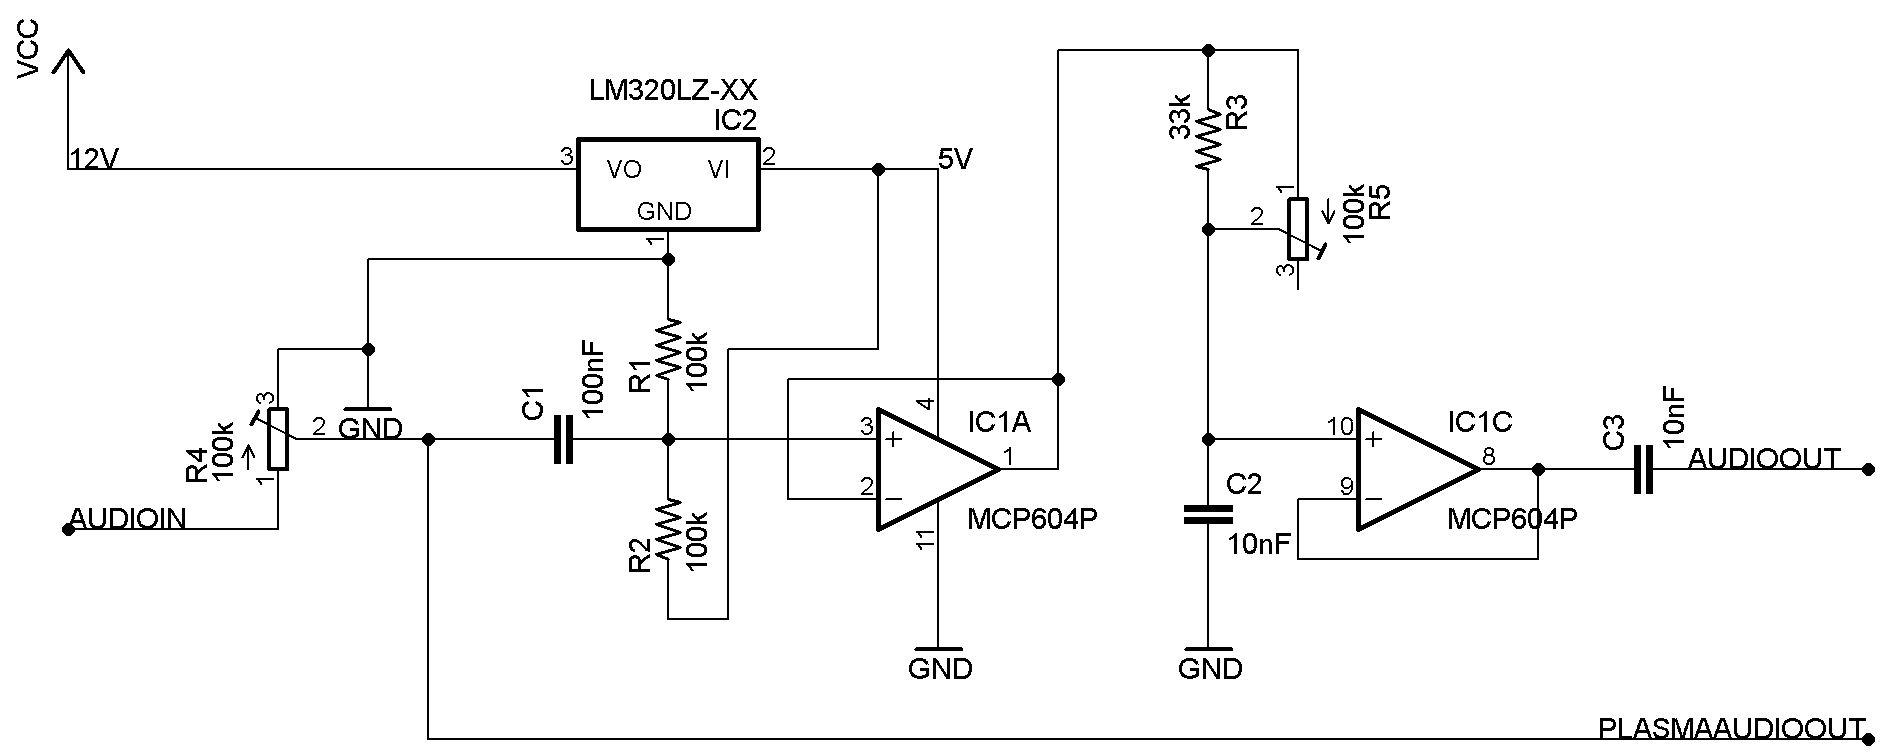 VCC
12V
LM320LZ-XX
IC2
3
VO
VI
2
GND
1
5V
33k
R3
1
2
3
100k
R5
R1
100k
C1
100nF
R4
100k
3
2
1
GND
AUDIOIN
R2
100k
3
+
2
−
4
11
1
IC1A
MCP604P
GND
C2
10nF
GND
10
+
9
−
8
IC1C
MCP604P
C3
10nF
AUDIOOUT
PLASMAAUDIOOUT